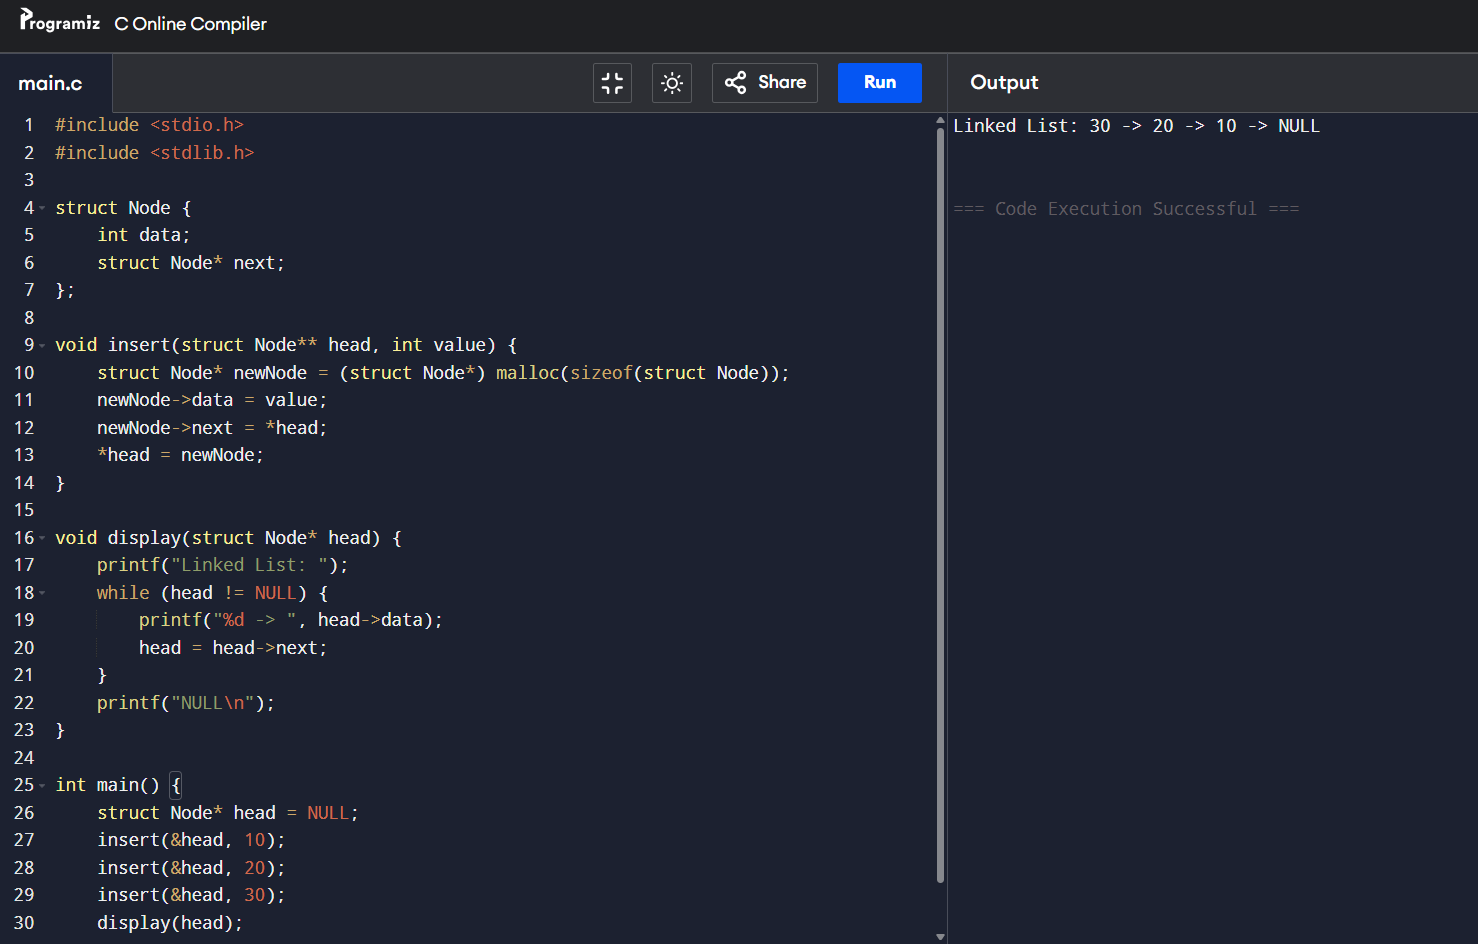 Programiz C Online Compiler
main.c
Share
Run
Output
1 #include <stdio.h>
2 #include <stdlib.h>
3
4 struct Node {
5     int data;
6     struct Node* next;
7 };
8
9 void insert(struct Node** head, int value) {
10     struct Node* newNode = (struct Node*) malloc(sizeof(struct Node));
11     newNode->data = value;
12     newNode->next = *head;
13     *head = newNode;
14 }
15
16 void display(struct Node* head) {
17     printf("Linked List: ");
18     while (head != NULL) {
19         printf("%d -> ", head->data);
20         head = head->next;
21     }
22     printf("NULL\n");
23 }
24
25 int main() {
26     struct Node* head = NULL;
27     insert(&head, 10);
28     insert(&head, 20);
29     insert(&head, 30);
30     display(head);
Linked List: 30 -> 20 -> 10 -> NULL
=== Code Execution Successful ===